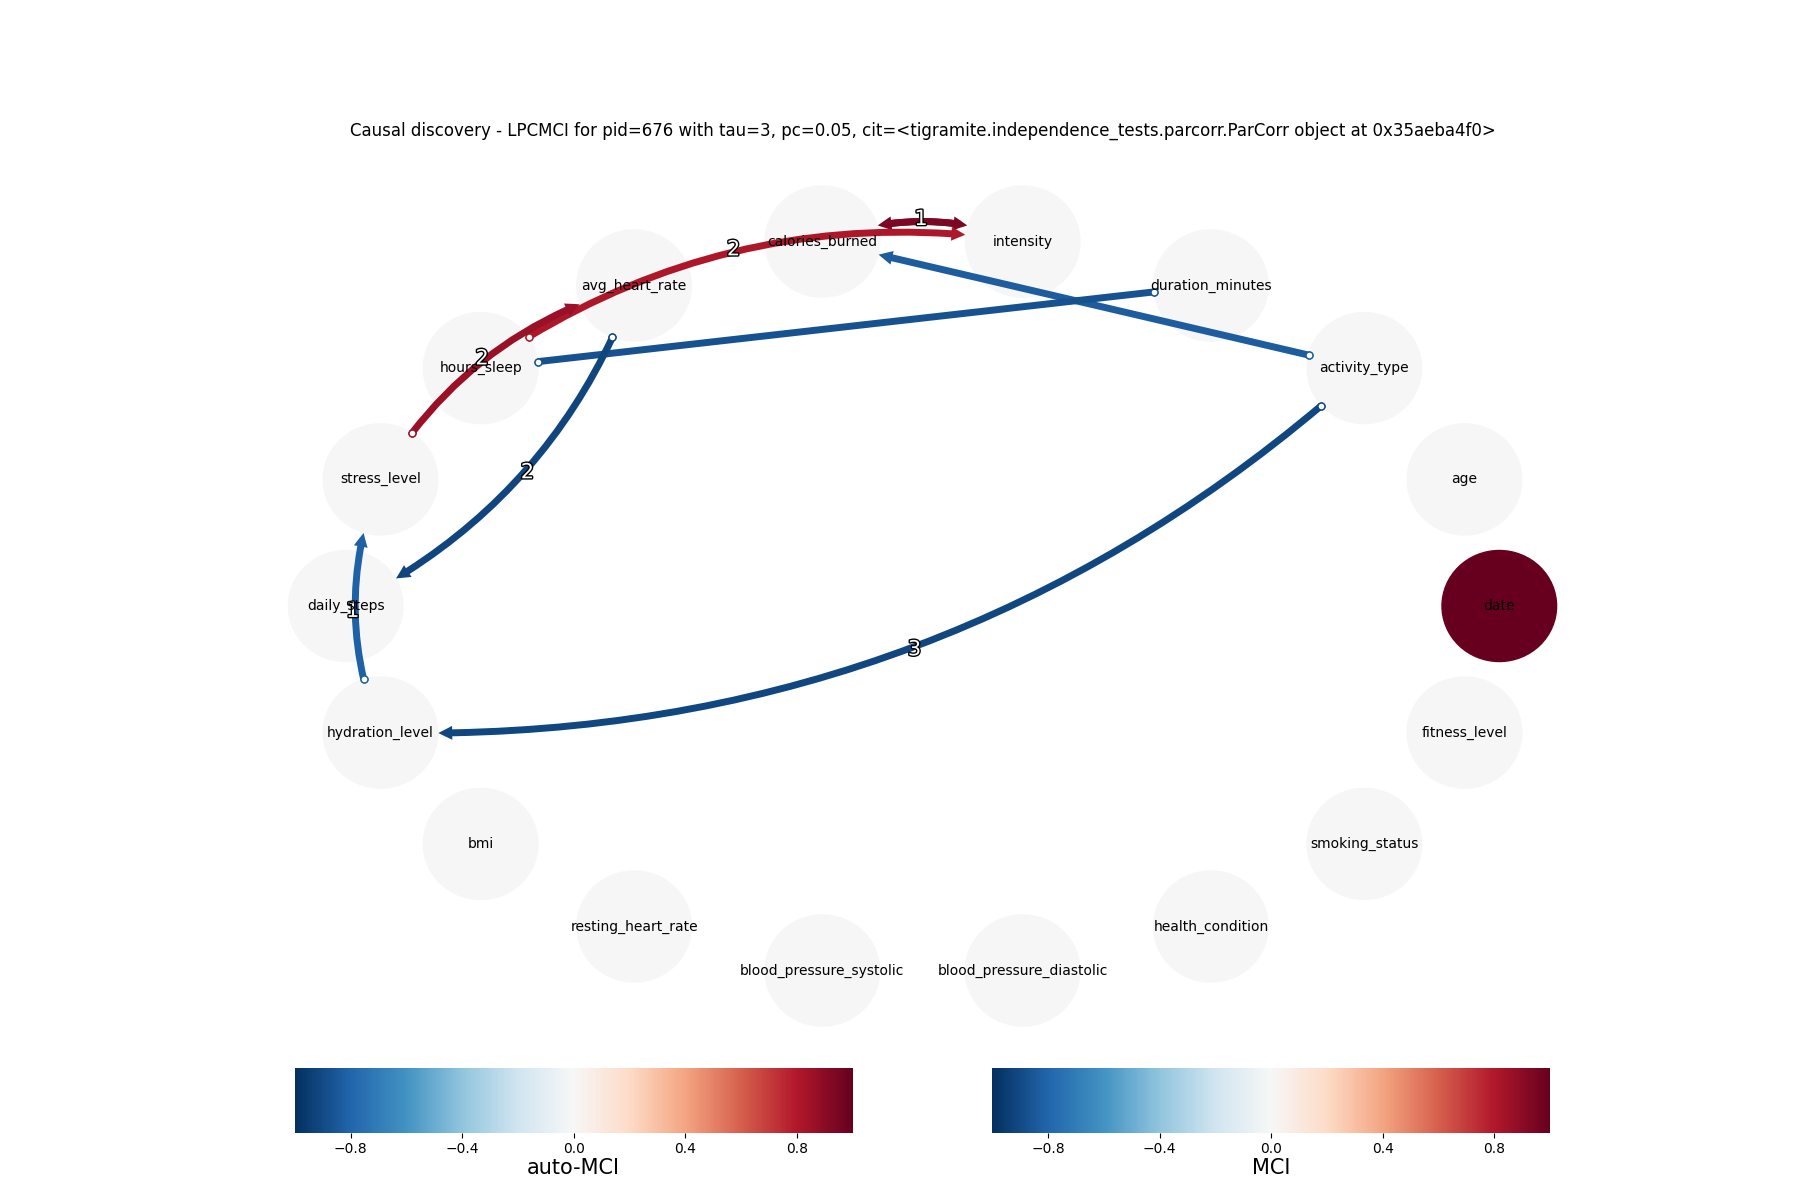 Causal discovery - LPCMCI for pid=676 with tau=3, pc=0.05, cit=<tigramite.independence_tests.parcorr.ParCorr object at 0x35aeba4f0>
1
calories_burned
intensity
2
avg_heart_rate
duration_minutes
2
hours_sleep
activity_type
2
stress_level
age
daily_steps
1
date
3
hydration_level
fitness_level
bmi
smoking_status
resting_heart_rate
health_condition
blood_pressure_systolic
blood_pressure_diastolic
−0.8 −0.4 0.0 0.4 0.8
auto-MCI
−0.8 −0.4 0.0 0.4 0.8
MCI